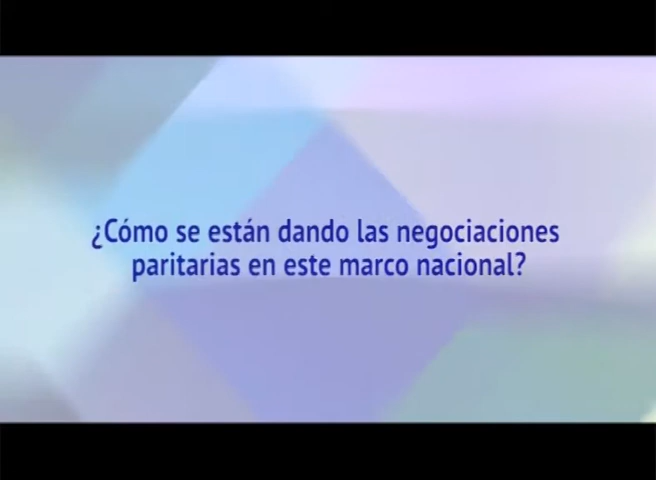 ¿Cómo se están dando las negociaciones
paritarias en este marco nacional?